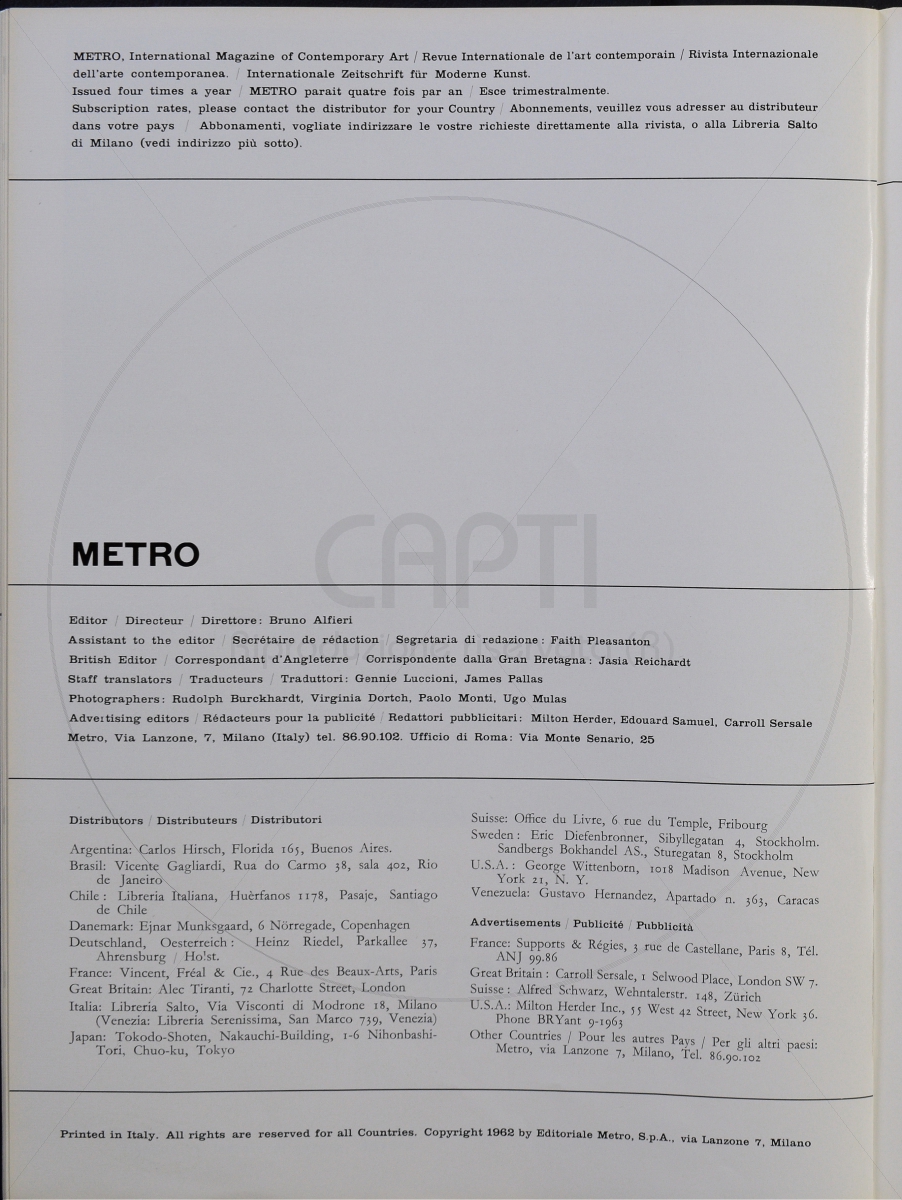 METRO, International Magazine of Contemporary Art / Revue Internationale de l'art contemporain / Rivista Internazionale
dell'arte contemporanea. / Internationale Zeitschrift für Moderne Kunst.
Issued four times a year / METRO parait quatre fois par an / Esce trimestralmente.
Subscription rates, please contact the distributor for your Country / Abonnements, veuillez vous adresser au distributeur
dans votre pays / Abbonamenti, vogliate indirizzare le vostre richieste direttamente alla rivista, o alla Libreria Salto
di Milano (vedi indirizzo più sotto).
CAPTI
METRO
Editor / Directeur / Direttore: Bruno Alfieri
Assistant to the editor / Secrétaire de rédaction / Segretaria di redazione: Faith Pleasanton
British Editor / Correspondant d'Angleterre / Corrispondente dalla Gran Bretagna: Jasia Reichardt
Staff translators / Traducteurs / Traduttori: Gennie Luccioni, James Pallas
Photographers: Rudolph Burckhardt, Virginia Dortch, Paolo Monti, Ugo Mulas
Advertising editors / Rédacteurs pour la publicité / Redattori pubblicitari: Milton Herder, Edouard Samuel, Carroll Sersale
Metro, Via Lanzone, 7, Milano (Italy) tel. 86.90.102. Ufficio di Roma: Via Monte Senario, 25
Distributors / Distributeurs / Distributori
Argentina: Carlos Hirsch, Florida 165, Buenos Aires.
Brasil: Vicente Gagliardi, Rua do Carmo 38, sala 402, Rio
de Janeiro
Chile: Libreria Italiana, Huèrfanos 1178, Pasaje, Santiago
de Chile
Danemark: Ejnar Munksgaard, 6 Nörregade, Copenhagen
Deutschland, Oesterreich: Heinz Riedel, Parkallee 37,
Ahrensburg / Holst.
France: Vincent, Fréal & Cie., 4 Rue des Beaux-Arts, Paris
Great Britain: Alec Tiranti, 72 Charlotte Street, London
Italia: Libreria Salto, Via Visconti di Modrone 18, Milano
(Venezia: Libreria Serenissima, San Marco 739, Venezia)
Japan: Tokodo-Shoten, Nakauchi-Building, 1-6 Nihonbashi-
Tori, Chuo-ku, Tokyo
Suisse: Office du Livre, 6 rue du Temple, Fribourg
Sweden: Eric Diefenbronner, Sibyllegatan 4, Stockholm.
Sandbergs Bokhandel AS., Sturegatan 8, Stockholm
U.S.A.: George Wittenborn, 1018 Madison Avenue, New
York 21, N. Y.
Venezuela: Gustavo Hernandez, Apartado n. 363, Caracas
Advertisements / Publicité / Pubblicità
France: Supports & Régies, 3 rue de Castellane, Paris 8, Tél.
ANJ 99.86
Great Britain: Carroll Sersale, 1 Selwood Place, London SW 7.
Suisse: Alfred Schwarz, Wehntalerstr. 148, Zürich
U.S.A.: Milton Herder Inc., 55 West 42 Street, New York 36.
Phone BRYant 9-1963
Other Countries / Pour les autres Pays / Per gli altri paesi:
Metro, via Lanzone 7, Milano, Tel. 86.90.102
Printed in Italy. All rights are reserved for all Countries. Copyright 1962 by Editoriale Metro, S.p.A., via Lanzone 7, Milano